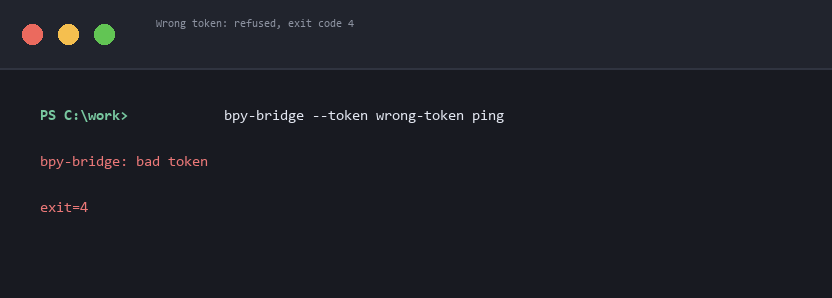 Wrong token: refused, exit code 4
PS C:\work> bpy-bridge --token wrong-token ping
bpy-bridge: bad token
exit=4